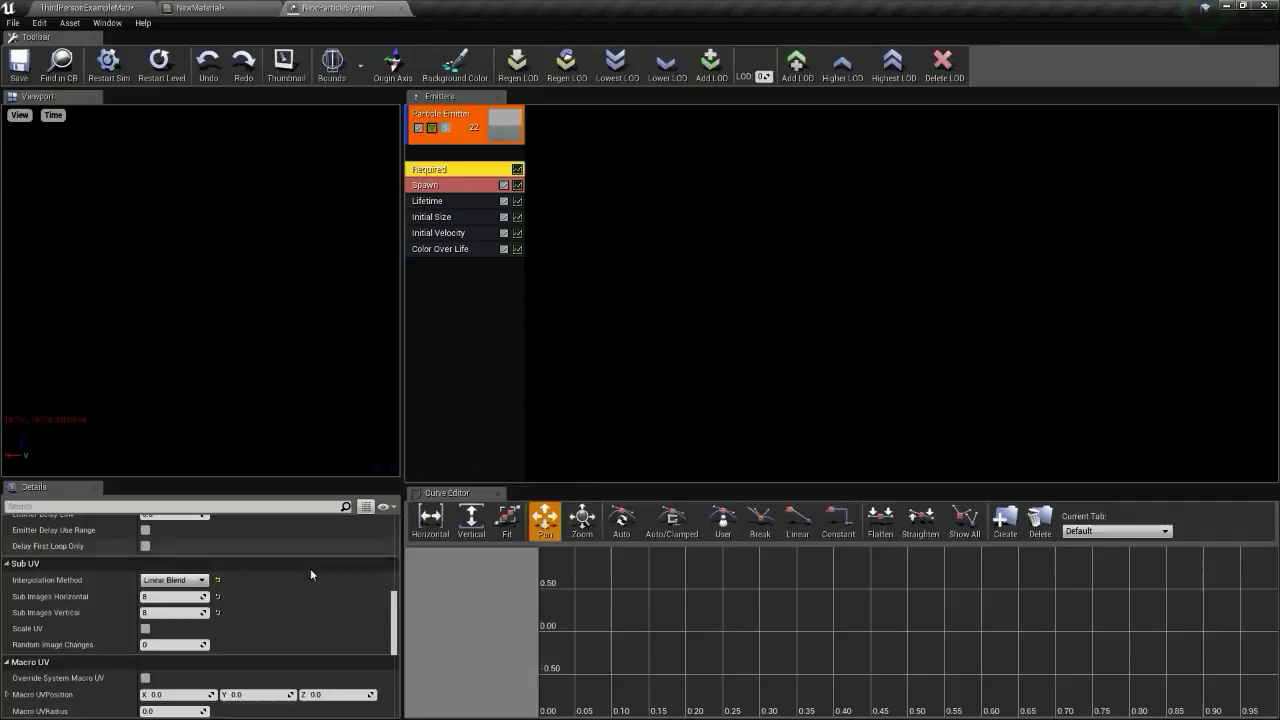 ThirdPersonExampleMap*
NewMaterial*
NewParticleSystem*
File Edit Asset Window Help
Toolbar
Save Find in CB Restart Sim Restart Level Undo Redo Thumbnail Bounds Origin Axis Background Color Regen LOD Regen LOD Lowest LOD Lower LOD Add LOD LOD: 0 Add LOD Higher LOD Highest LOD Delete LOD
Viewport
Emitters
View Time
Particle Emitter
22
Required
Spawn
Lifetime
Initial Size
Initial Velocity
Color Over Life
Y
Details
Search
Emitter Delay Low 0.0
Emitter Delay Use Range
Delay First Loop Only
Sub UV
Interpolation Method Linear Blend
Sub Images Horizontal 8
Sub Images Vertical 8
Scale UV
Random Image Changes 0
Macro UV
Override System Macro UV
Macro UVPosition X 0.0 Y 0.0 Z 0.0
Macro UVRadius 0.0
Curve Editor
Horizontal Vertical Fit Pan Zoom Auto Auto/Clamped User Break Linear Constant Flatten Straighten Show All Create Delete
Current Tab:
Default
0.50
0.00
-0.50
0.00 0.05 0.10 0.15 0.20 0.25 0.30 0.35 0.40 0.45 0.50 0.55 0.60 0.65 0.70 0.75 0.80 0.85 0.90 0.95